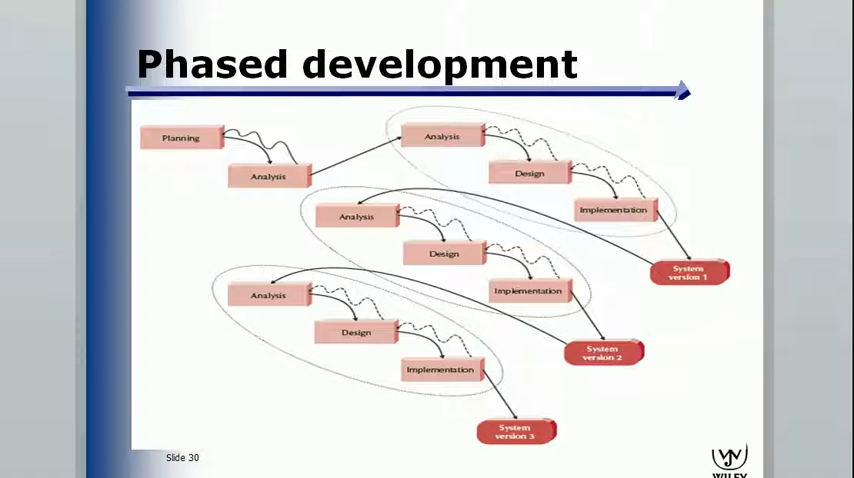 Phased development
Planning
Analysis
Analysis
Design
Implementation
System
version 1
Analysis
Design
Implementation
System
version 2
Analysis
Design
Implementation
System
version 3
Slide 30
WILEY